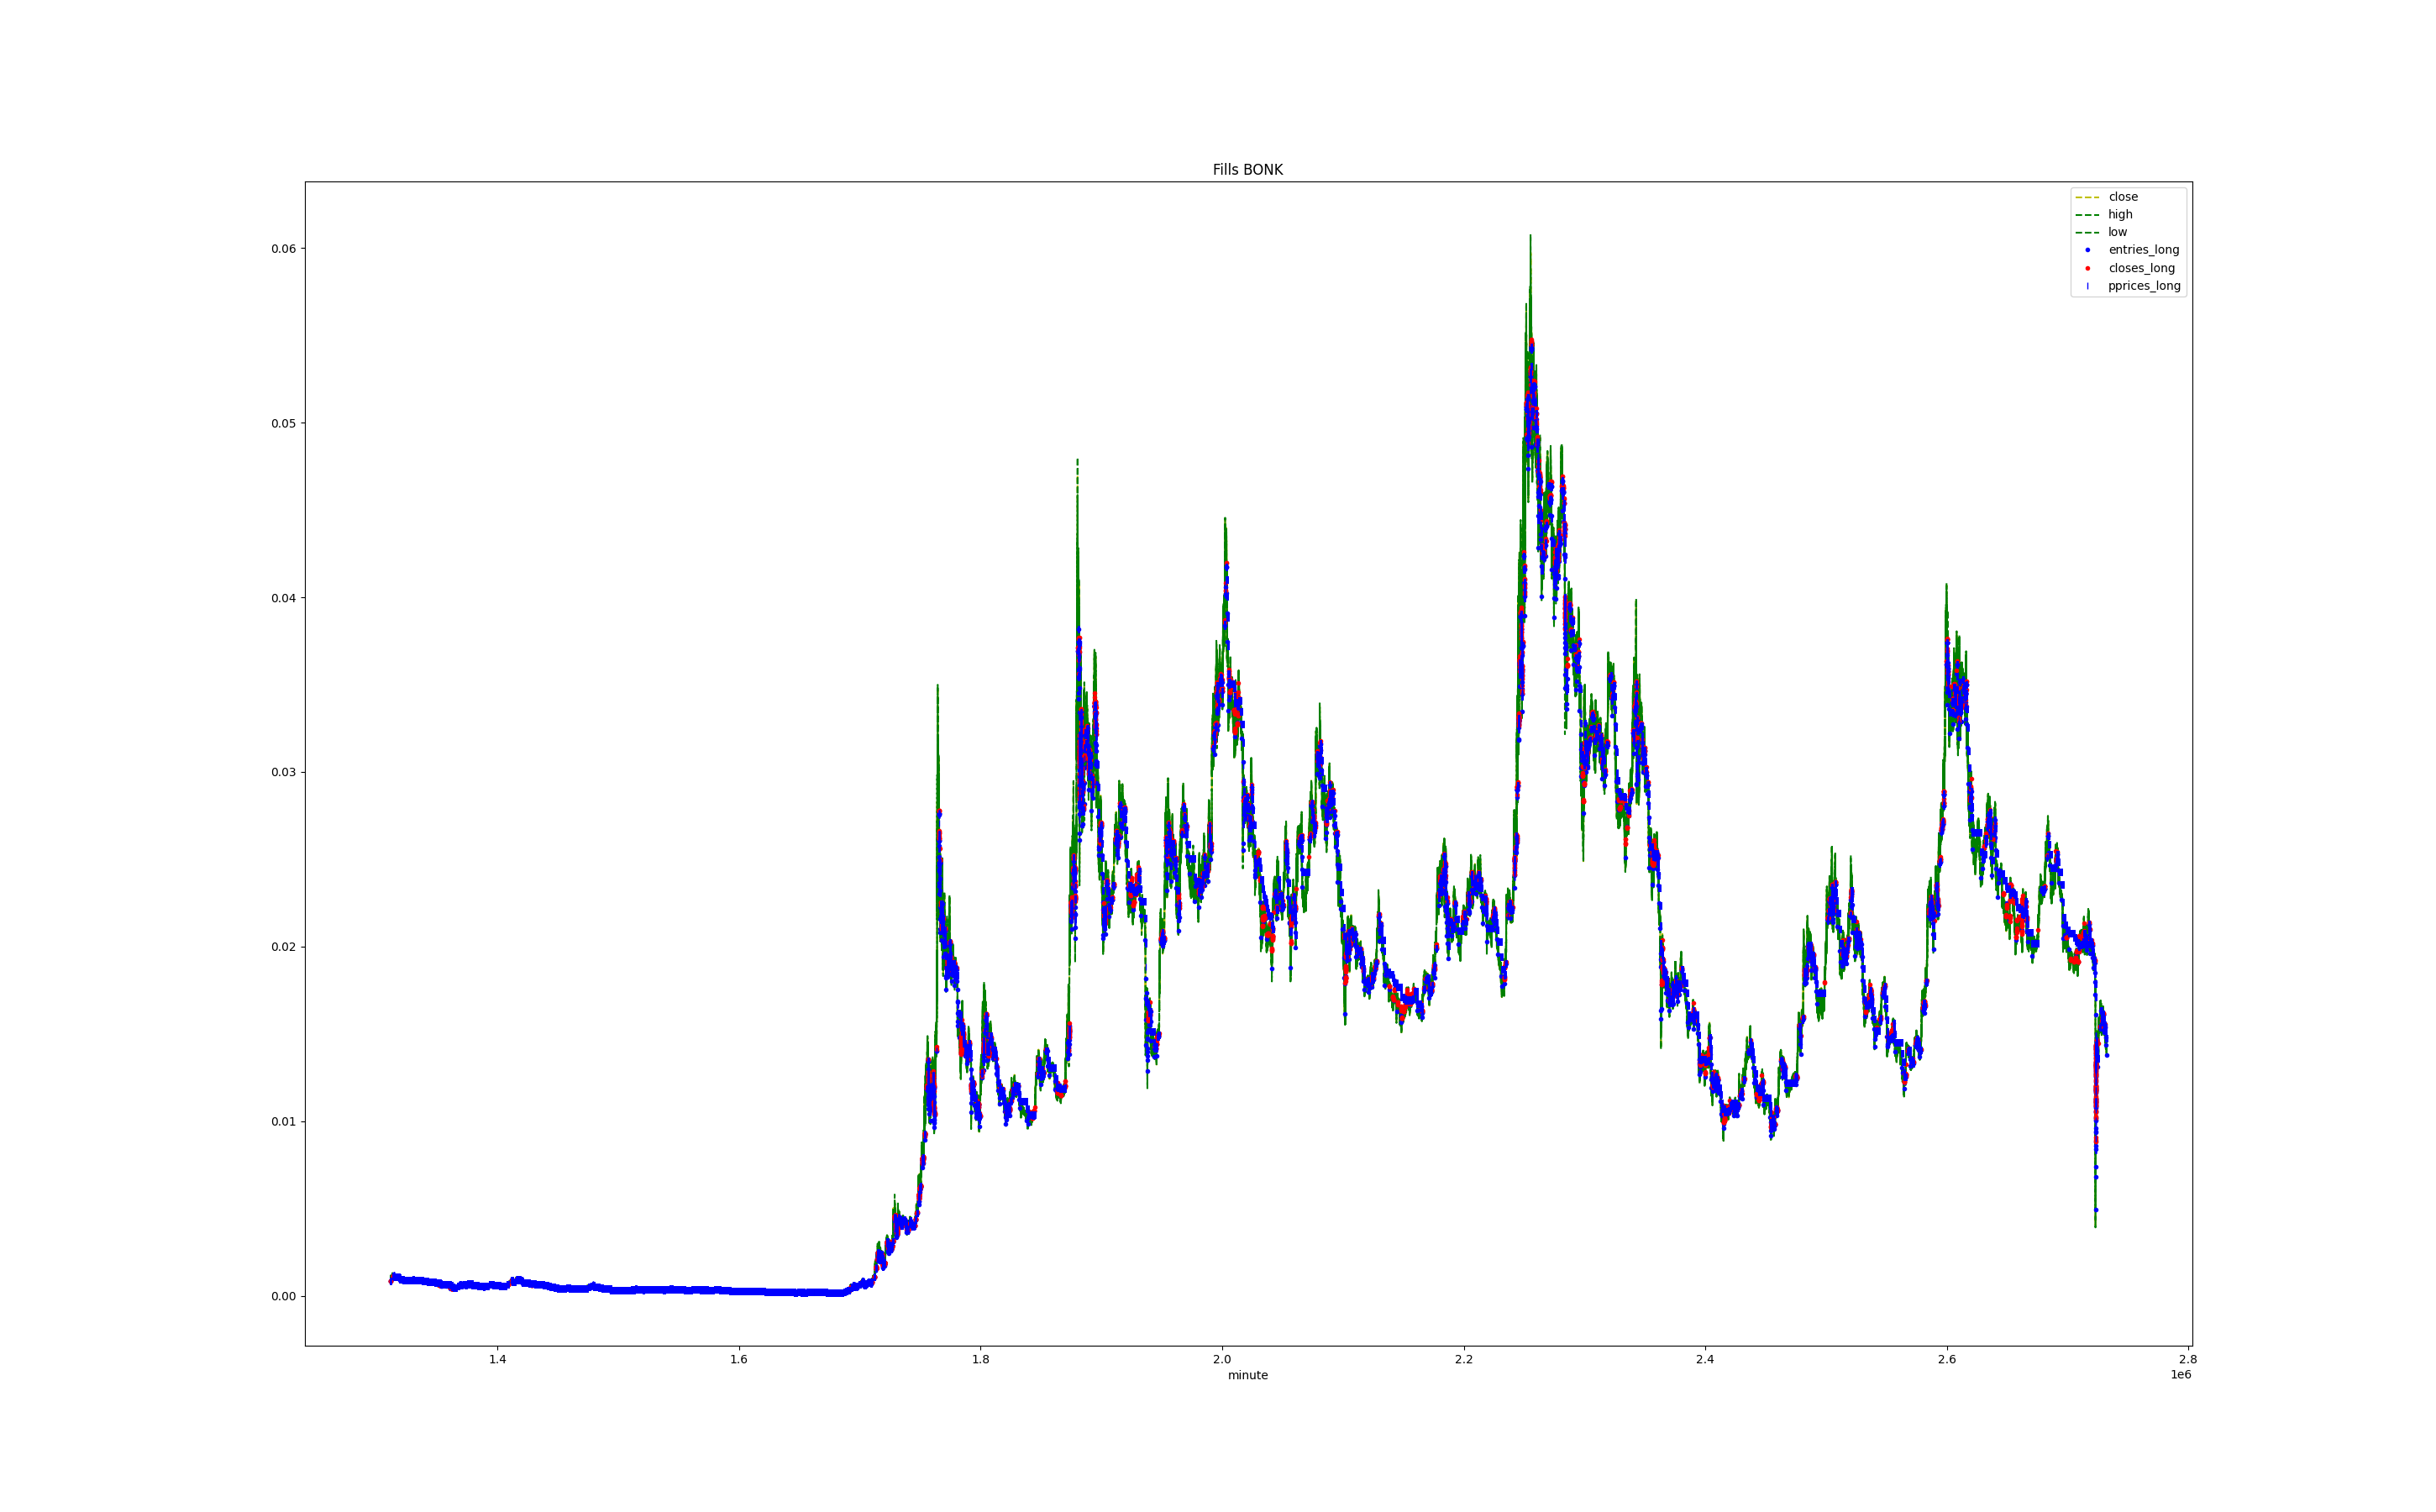 Fills BONK
close
high
low
entries_long
closes_long
pprices_long
0.06
0.05
0.04
0.03
0.02
0.01
0.00
1.4 1.6 1.8 2.0 2.2 2.4 2.6 2.8
minute 1e6